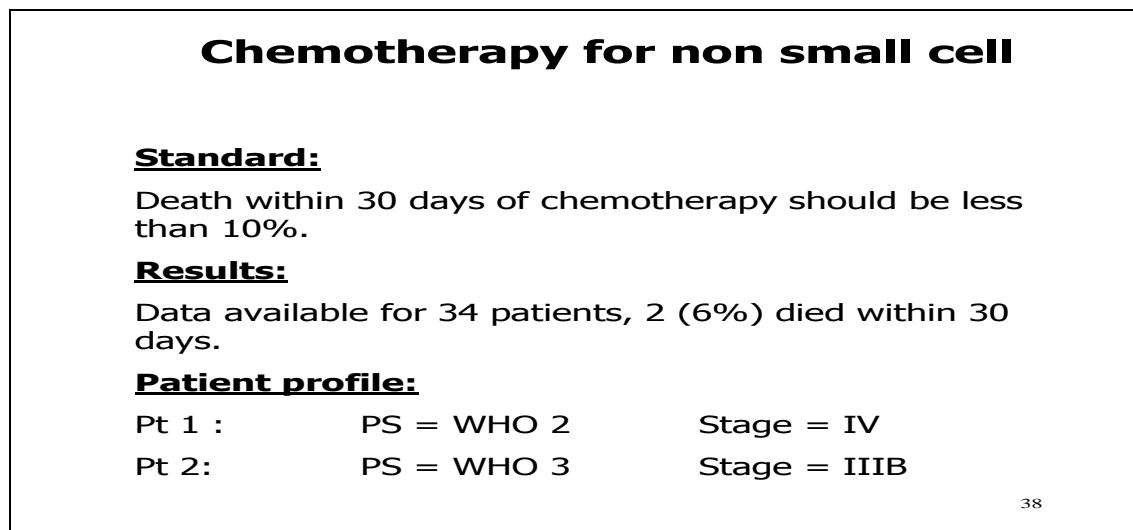 Chemotherapy for non small cell
Standard:
Death within 30 days of chemotherapy should be less
than 10%.
Results:
Data available for 34 patients, 2 (6%) died within 30
days.
Patient profile:
Pt 1 : PS = WHO 2 Stage = IV
Pt 2: PS = WHO 3 Stage = IIIB
38